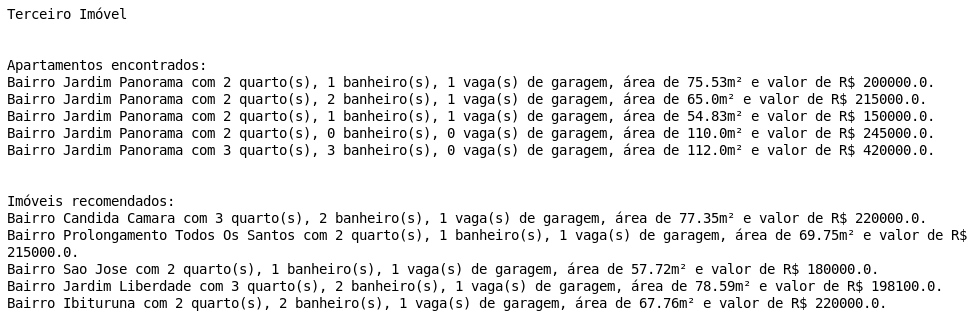 Terceiro Imóvel
Apartamentos encontrados:
Bairro Jardim Panorama com 2 quarto(s), 1 banheiro(s), 1 vaga(s) de garagem, área de 75.53m² e valor de R$ 200000.0.
Bairro Jardim Panorama com 2 quarto(s), 2 banheiro(s), 1 vaga(s) de garagem, área de 65.0m² e valor de R$ 215000.0.
Bairro Jardim Panorama com 2 quarto(s), 1 banheiro(s), 1 vaga(s) de garagem, área de 54.83m² e valor de R$ 150000.0.
Bairro Jardim Panorama com 2 quarto(s), 0 banheiro(s), 0 vaga(s) de garagem, área de 110.0m² e valor de R$ 245000.0.
Bairro Jardim Panorama com 3 quarto(s), 3 banheiro(s), 0 vaga(s) de garagem, área de 112.0m² e valor de R$ 420000.0.
Imóveis recomendados:
Bairro Candida Camara com 3 quarto(s), 2 banheiro(s), 1 vaga(s) de garagem, área de 77.35m² e valor de R$ 220000.0.
Bairro Prolongamento Todos Os Santos com 2 quarto(s), 1 banheiro(s), 1 vaga(s) de garagem, área de 69.75m² e valor de R$
215000.0.
Bairro Sao Jose com 2 quarto(s), 1 banheiro(s), 1 vaga(s) de garagem, área de 57.72m² e valor de R$ 180000.0.
Bairro Jardim Liberdade com 3 quarto(s), 2 banheiro(s), 1 vaga(s) de garagem, área de 78.59m² e valor de R$ 198100.0.
Bairro Ibituruna com 2 quarto(s), 2 banheiro(s), 1 vaga(s) de garagem, área de 67.76m² e valor de R$ 220000.0.